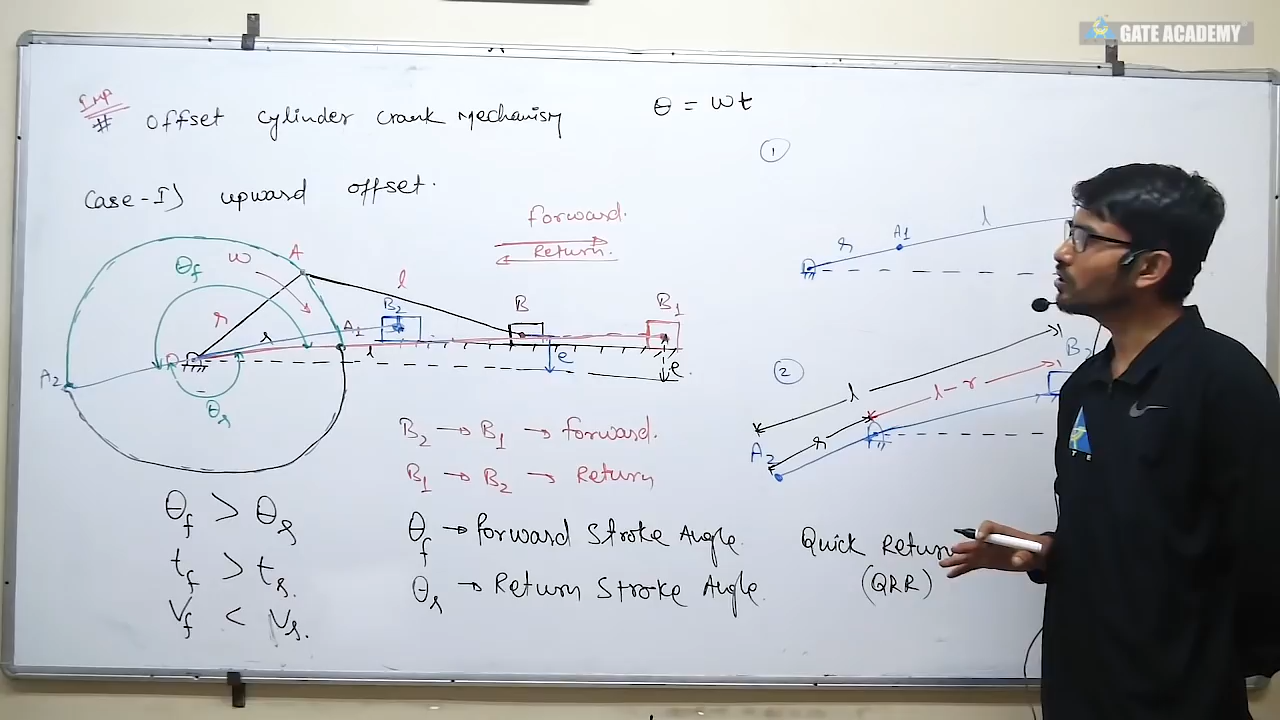 GATE ACADEMY
Imp
# offset cylinder crank Mechanism
θ = ωt
Case-I) upward offset.
forward.
Return.
θf
ω
A
r
l
B2
B
B1
r
A1
l
e
e
A2
θr
B2 → B1 → forward.
B1 → B2 → Return
θf > θr
tf > tr.
Vf < Vr.
θf → forward Stroke Angle.
θr → Return Stroke Angle.
1
r
A1
l
2
l
l-r
B2
r
A2
Quick Return
(QRR)
T E